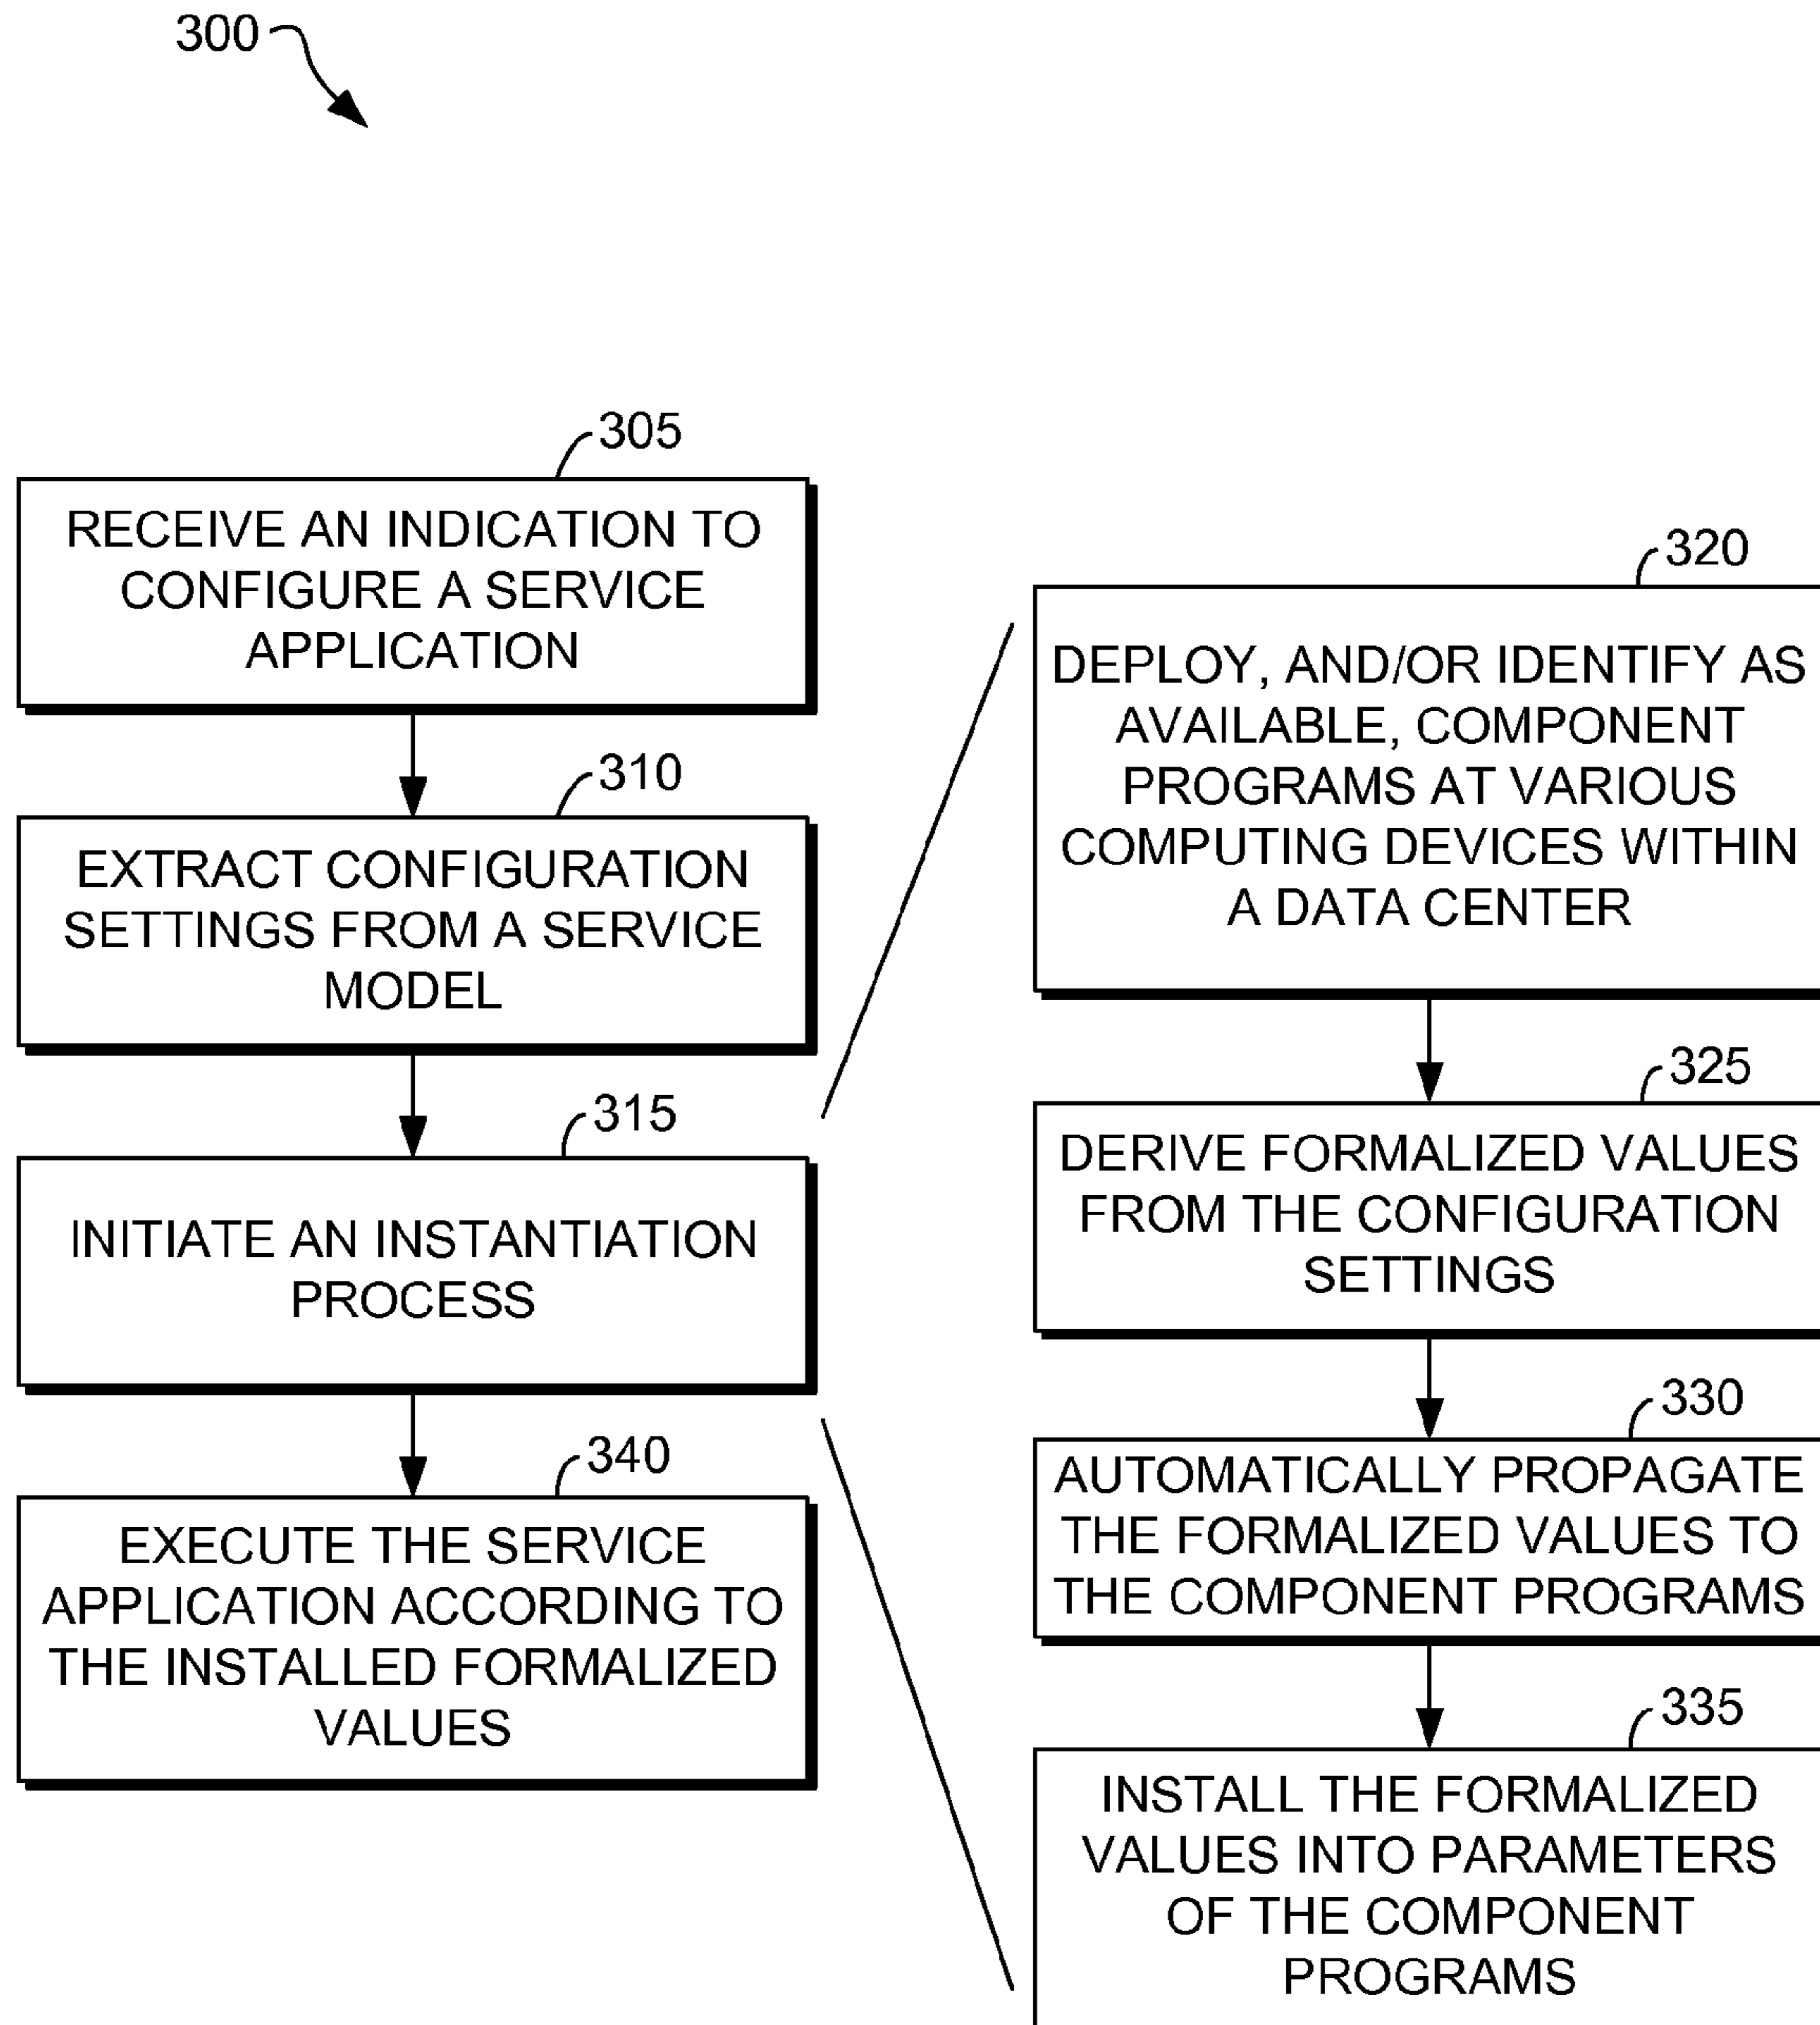 300
305
RECEIVE AN INDICATION TO
CONFIGURE A SERVICE
APPLICATION
310
EXTRACT CONFIGURATION
SETTINGS FROM A SERVICE
MODEL
315
INITIATE AN INSTANTIATION
PROCESS
340
EXECUTE THE SERVICE
APPLICATION ACCORDING TO
THE INSTALLED FORMALIZED
VALUES
320
DEPLOY, AND/OR IDENTIFY AS
AVAILABLE, COMPONENT
PROGRAMS AT VARIOUS
COMPUTING DEVICES WITHIN
A DATA CENTER
325
DERIVE FORMALIZED VALUES
FROM THE CONFIGURATION
SETTINGS
330
AUTOMATICALLY PROPAGATE
THE FORMALIZED VALUES TO
THE COMPONENT PROGRAMS
335
INSTALL THE FORMALIZED
VALUES INTO PARAMETERS
OF THE COMPONENT
PROGRAMS